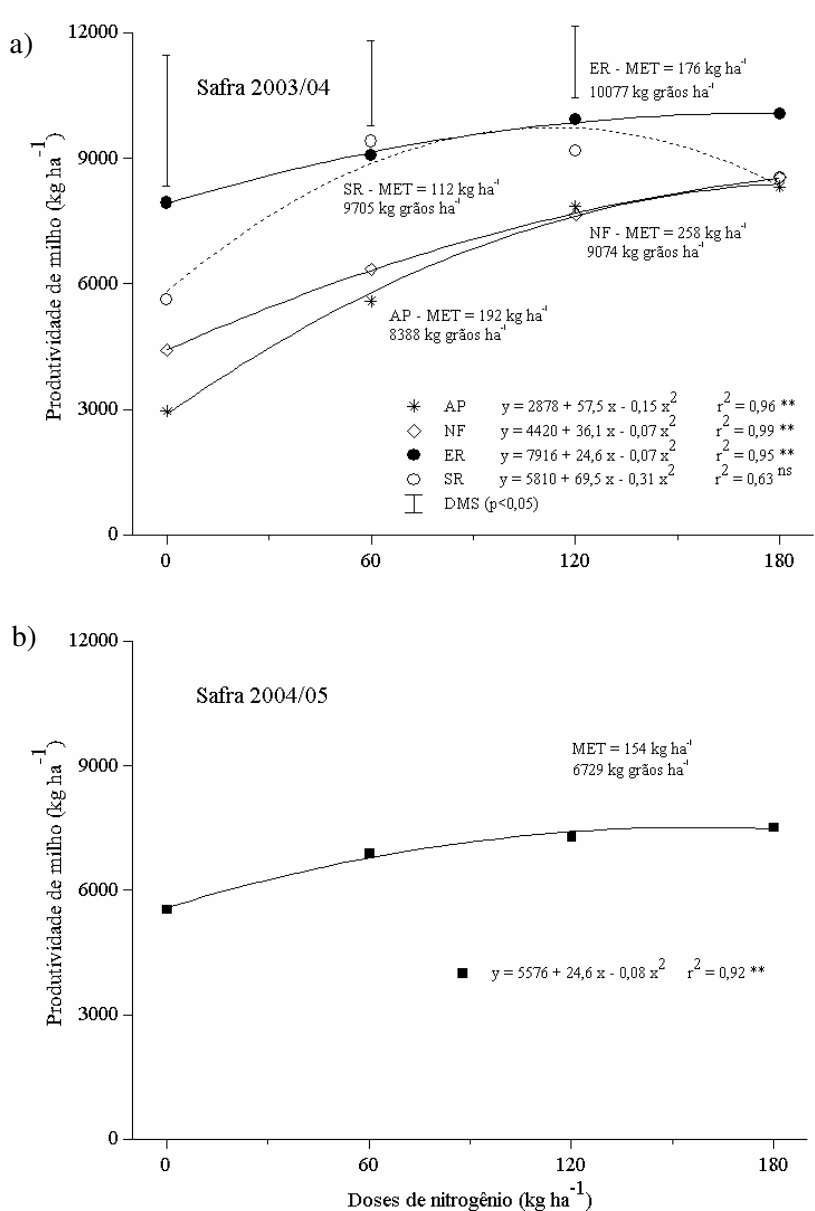 a)
12000
9000
6000
3000
0
Produtividade de milho (kg ha⁻¹)
Safra 2003/04
ER - MET = 176 kg ha⁻¹
10077 kg grãos ha⁻¹
SR - MET = 112 kg ha⁻¹
9705 kg grãos ha⁻¹
NF - MET = 258 kg ha⁻¹
9074 kg grãos ha⁻¹
AP - MET = 192 kg ha⁻¹
8388 kg grãos ha⁻¹
AP y = 2878 + 57,5 x - 0,15 x² r² = 0,96 **
NF y = 4420 + 36,1 x - 0,07 x² r² = 0,99 **
ER y = 7916 + 24,6 x - 0,07 x² r² = 0,95 **
SR y = 5810 + 69,5 x - 0,31 x² r² = 0,63 ns
DMS (p<0,05)
0 60 120 180
b)
12000
9000
6000
3000
0
Produtividade de milho (kg ha⁻¹)
Safra 2004/05
MET = 154 kg ha⁻¹
6729 kg grãos ha⁻¹
y = 5576 + 24,6 x - 0,08 x² r² = 0,92 **
0 60 120 180
Doses de nitrogênio (kg ha⁻¹)